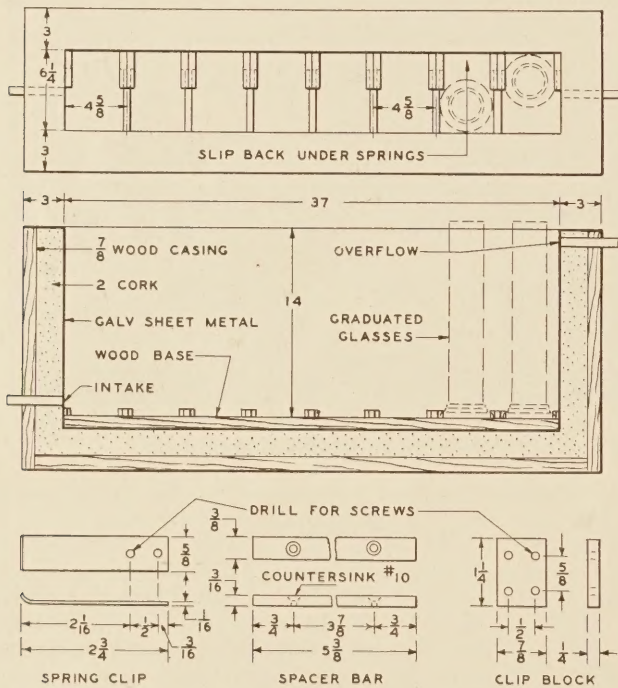 3
6 1/4
4 5/8
4 5/8
SLIP BACK UNDER SPRINGS
3
3
37
3
7/8 WOOD CASING
OVERFLOW
2 CORK
14
GALV SHEET METAL
GRADUATED
GLASSES
WOOD BASE
INTAKE
DRILL FOR SCREWS
5/8
3/8
3/16
COUNTERSINK #10
1 1/4
5/8
2 1/16
1/2
1/16
3/16
2 3/4
3/4
3 7/8
3/4
5 3/8
1/2
7/8
1/4
SPRING CLIP
SPACER BAR
CLIP BLOCK